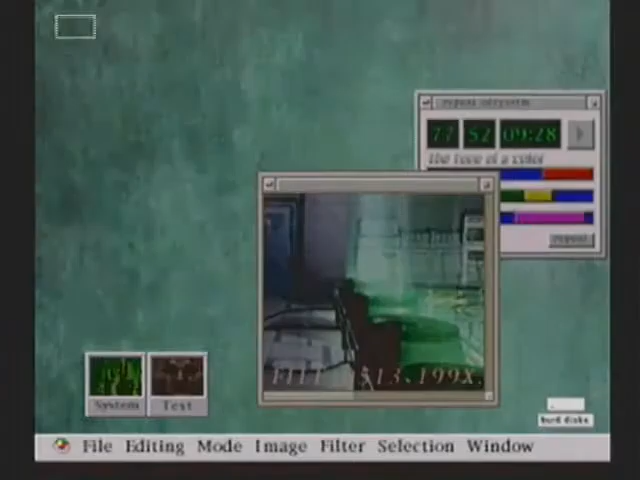 77 52 09:28
the tone of a color
repeat
System
Text
hard disks
File Editing Mode Image Filter Selection Window